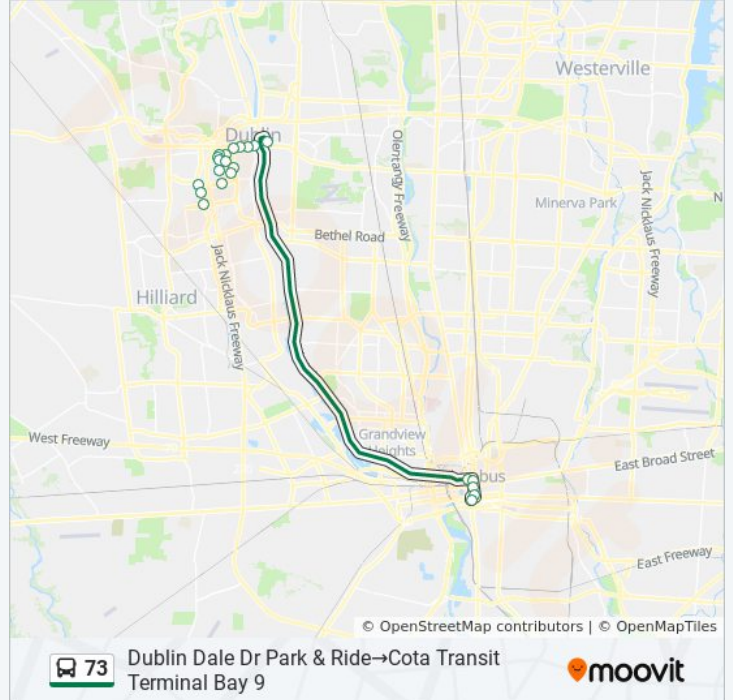 Westerville
Dublin
Olentangy Freeway
Jack Nicklaus Freeway
Minerva Park
N
Bethel Road
Jack Nicklaus Freeway
Hilliard
Grandview
Heights
West Freeway
bus
East Broad Street
East Freeway
© OpenStreetMap contributors | © OpenMapTiles
73
Dublin Dale Dr Park & Ride→Cota Transit
Terminal Bay 9
moovit